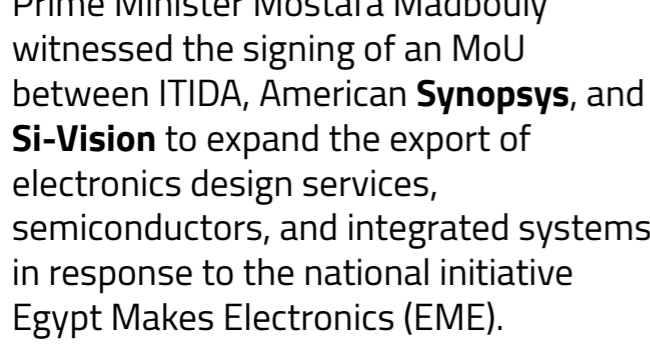 Prime Minister Mostafa Madbouly
witnessed the signing of an MoU
between ITIDA, American Synopsys, and
Si-Vision to expand the export of
electronics design services,
semiconductors, and integrated systems
in response to the national initiative
Egypt Makes Electronics (EME).